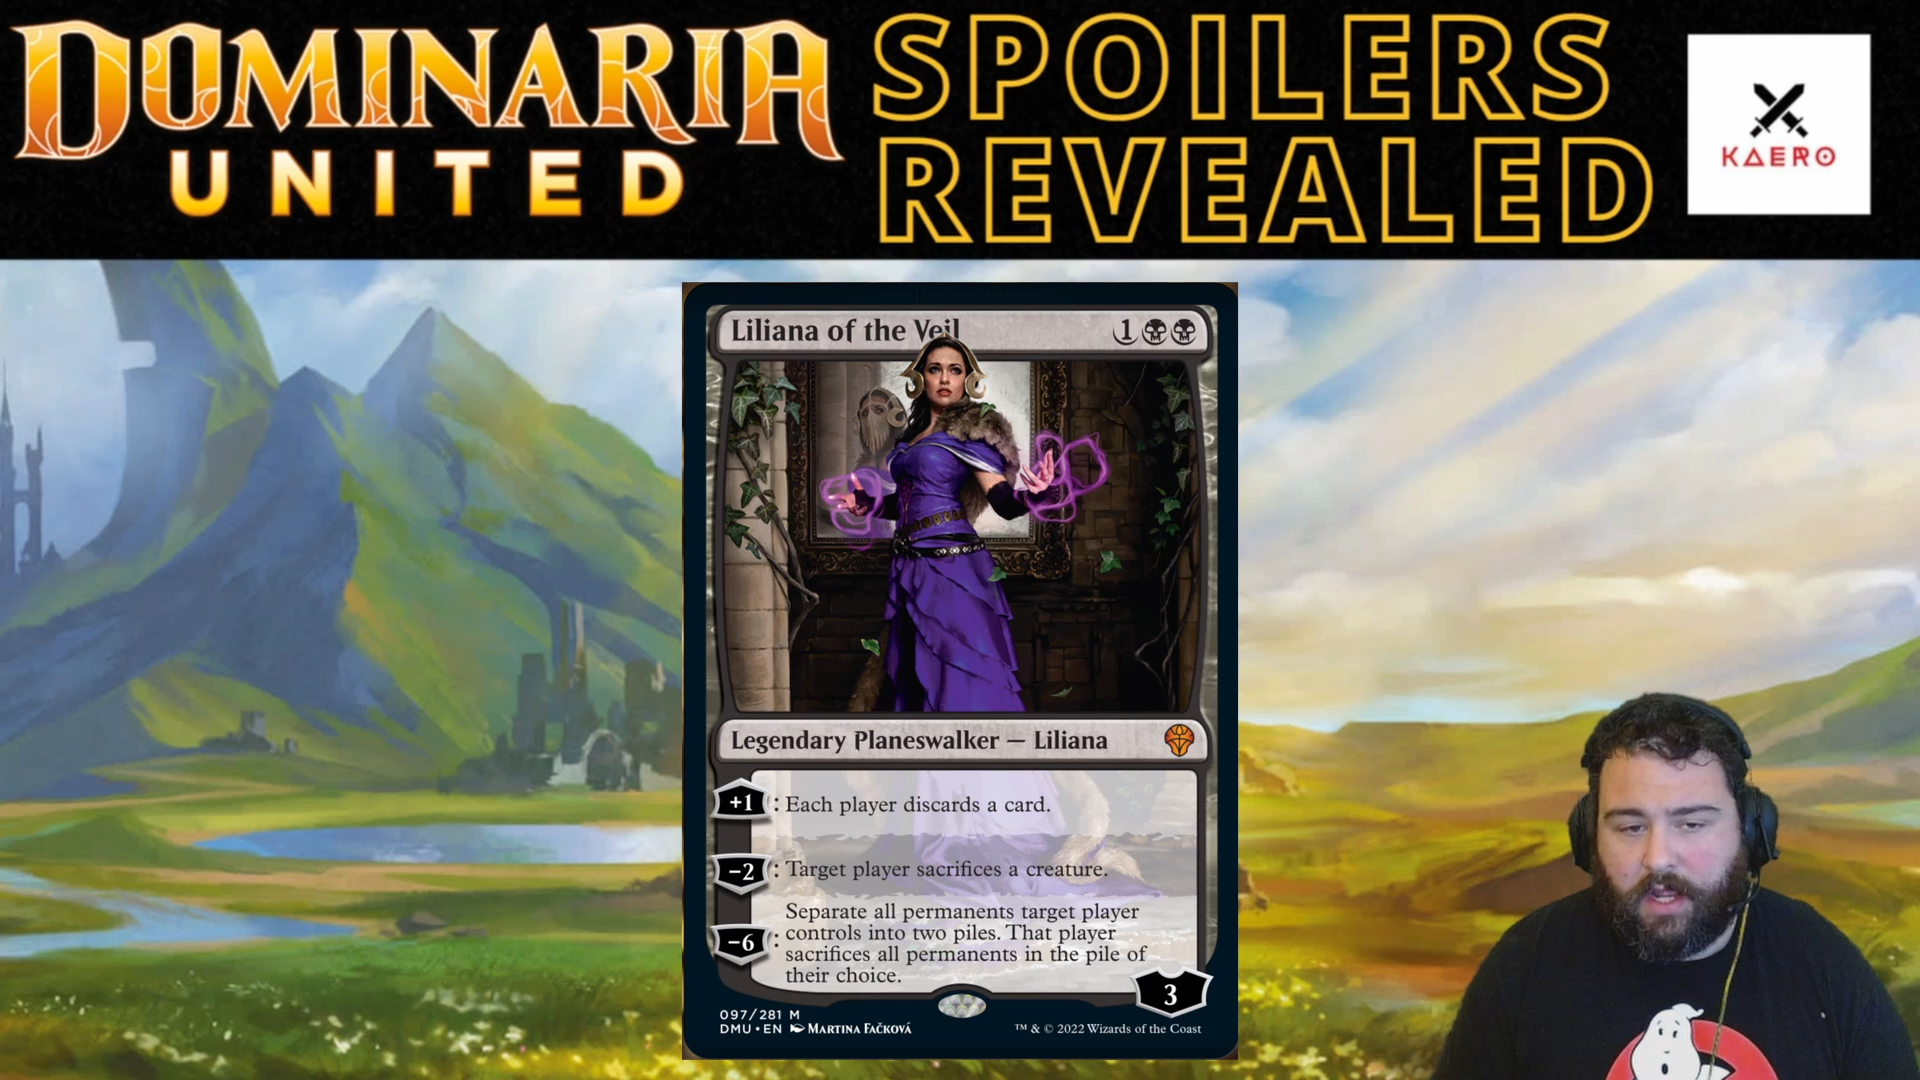 DOMINARIA
UNITED
SPOILERS
REVEALED
KAERO
Liliana of the Veil
1
Legendary Planeswalker — Liliana
+1: Each player discards a card.
−2: Target player sacrifices a creature.
−6: Separate all permanents target player
controls into two piles. That player
sacrifices all permanents in the pile of
their choice.
3
097/281 M
DMU • EN MARTINA FAČKOVÁ
™ & © 2022 Wizards of the Coast